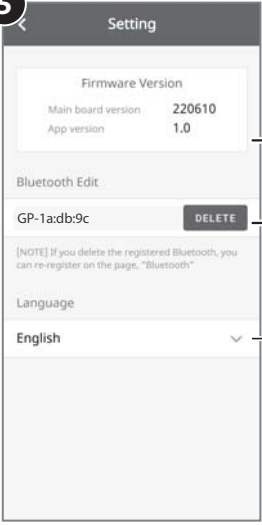 Setting
Firmware Version
Main board version 220610
App version 1.0
Bluetooth Edit
GP-1a:db:9c DELETE
[NOTE] If you delete the registered Bluetooth, you
can re-register on the page, "Bluetooth"
Language
English